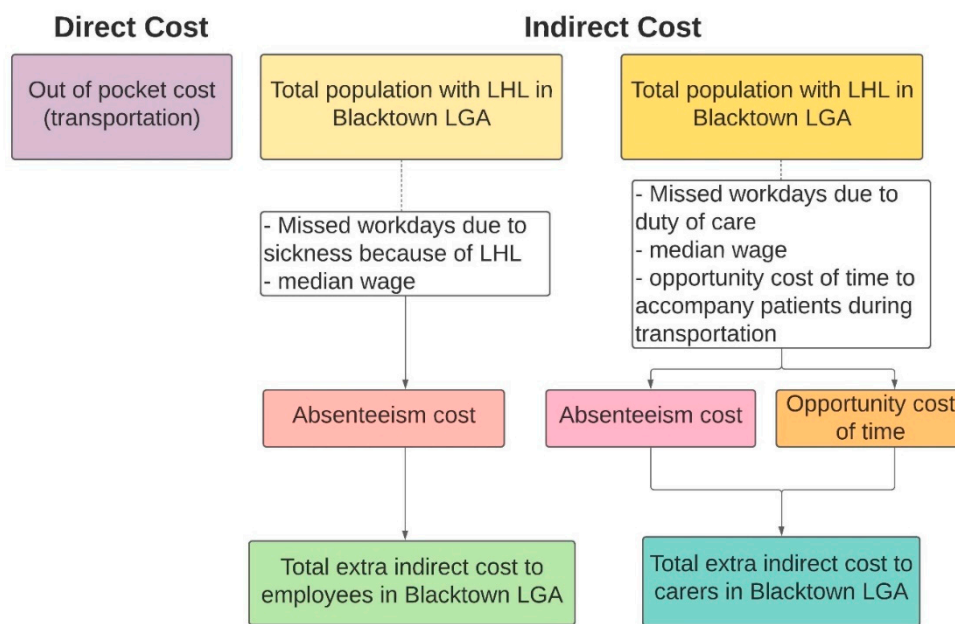 Direct Cost
Indirect Cost
Out of pocket cost
(transportation)
Total population with LHL in
Blacktown LGA
Total population with LHL in
Blacktown LGA
- Missed workdays due to
sickness because of LHL
- median wage
- Missed workdays due to
duty of care
- median wage
- opportunity cost of time to
accompany patients during
transportation
Absenteeism cost
Absenteeism cost
Opportunity cost
of time
Total extra indirect cost to
employees in Blacktown LGA
Total extra indirect cost to
carers in Blacktown LGA